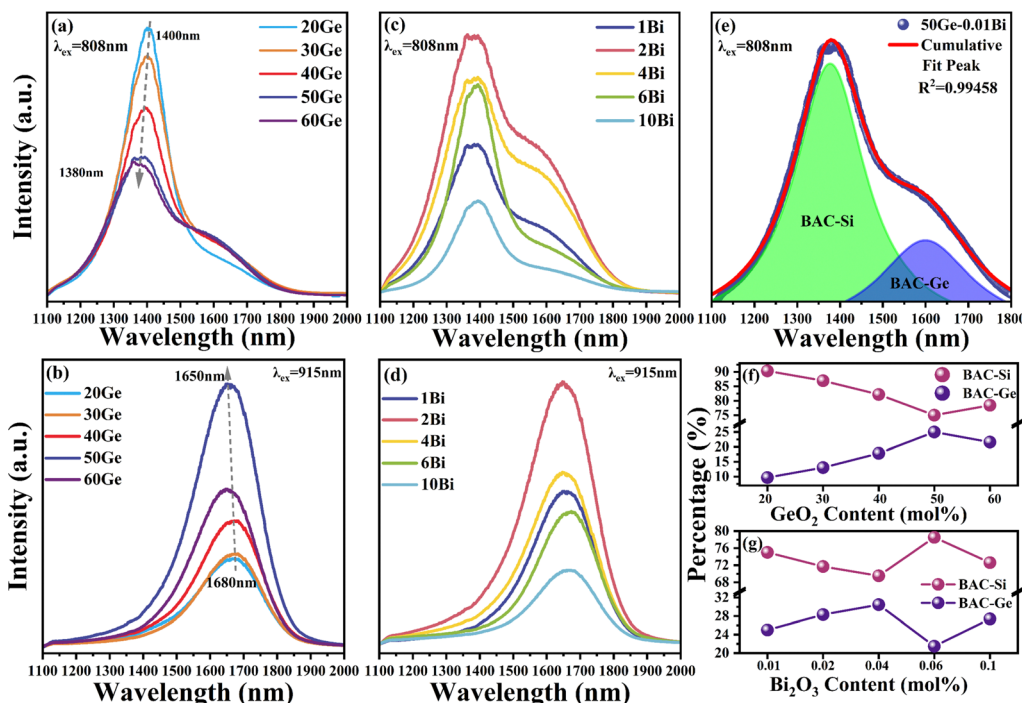 (a)
λex=808nm
1400nm
1380nm
20Ge
30Ge
40Ge
50Ge
60Ge
Intensity (a.u.)
1100 1200 1300 1400 1500 1600 1700 1800 1900 2000
Wavelength (nm)
(c)
λex=808nm
1Bi
2Bi
4Bi
6Bi
10Bi
1100 1200 1300 1400 1500 1600 1700 1800 1900 2000
Wavelength (nm)
(e)
λex=808nm
50Ge-0.01Bi
Cumulative
Fit Peak
R²=0.99458
BAC-Si
BAC-Ge
1100 1200 1300 1400 1500 1600 1700 1800
Wavelength (nm)
(b)
1650nm
λex=915nm
20Ge
30Ge
40Ge
50Ge
60Ge
1680nm
Intensity (a.u.)
1100 1200 1300 1400 1500 1600 1700 1800 1900 2000
Wavelength (nm)
(d)
λex=915nm
1Bi
2Bi
4Bi
6Bi
10Bi
1100 1200 1300 1400 1500 1600 1700 1800 1900 2000
Wavelength (nm)
(f)
BAC-Si
BAC-Ge
90
85
80
75
25
20
15
10
20 30 40 50 60
GeO₂ Content (mol%)
Percentage (%)
(g)
BAC-Si
BAC-Ge
80
76
72
68
32
28
24
20
0.01 0.02 0.04 0.06 0.1
Bi₂O₃ Content (mol%)